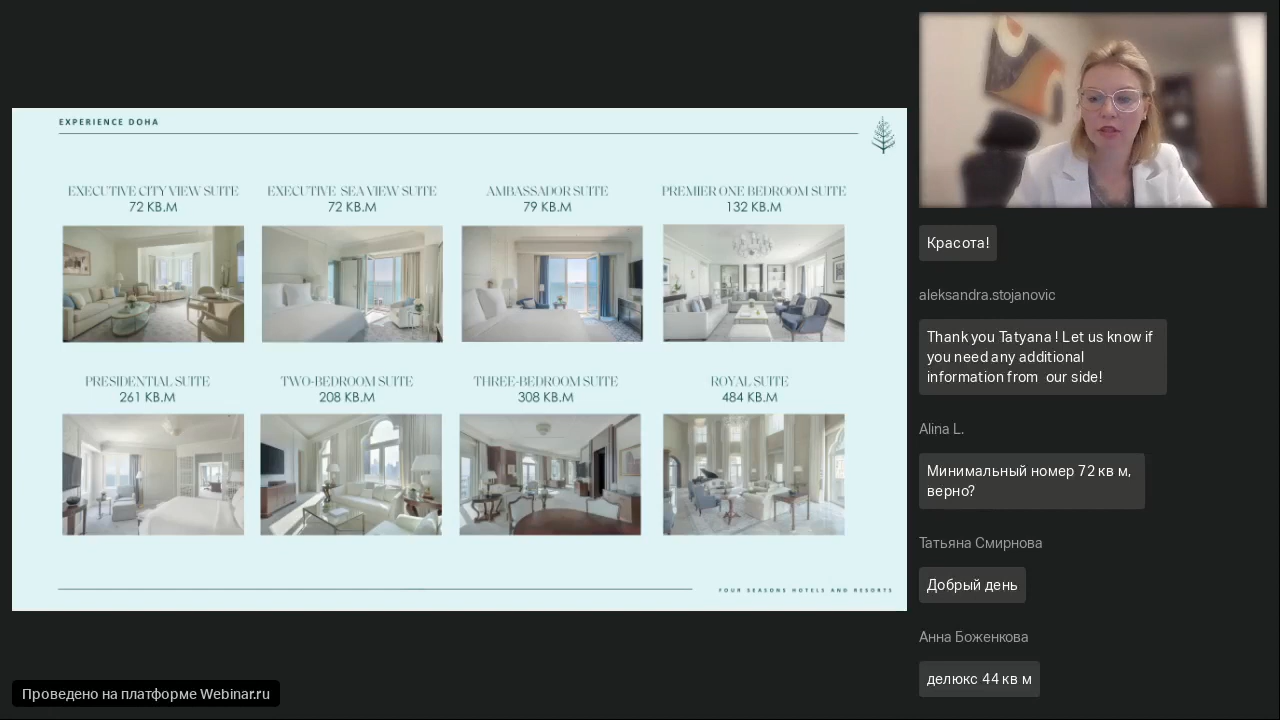 EXPERIENCE DOHA
EXECUTIVE CITY VIEW SUITE
72 КВ.М
EXECUTIVE SEA VIEW SUITE
72 КВ.М
AMBASSADOR SUITE
79 КВ.М
PREMIER ONE BEDROOM SUITE
132 КВ.М
PRESIDENTIAL SUITE
261 КВ.М
TWO-BEDROOM SUITE
208 КВ.М
THREE-BEDROOM SUITE
308 КВ.М
ROYAL SUITE
484 КВ.М
FOUR SEASONS HOTELS AND RESORTS
Проведено на платформе Webinar.ru
Красота!
aleksandra.stojanovic
Thank you Tatyana ! Let us know if
you need any additional
information from our side!
Alina L.
Минимальный номер 72 кв м,
верно?
Татьяна Смирнова
Добрый день
Анна Боженкова
делюкс 44 кв м